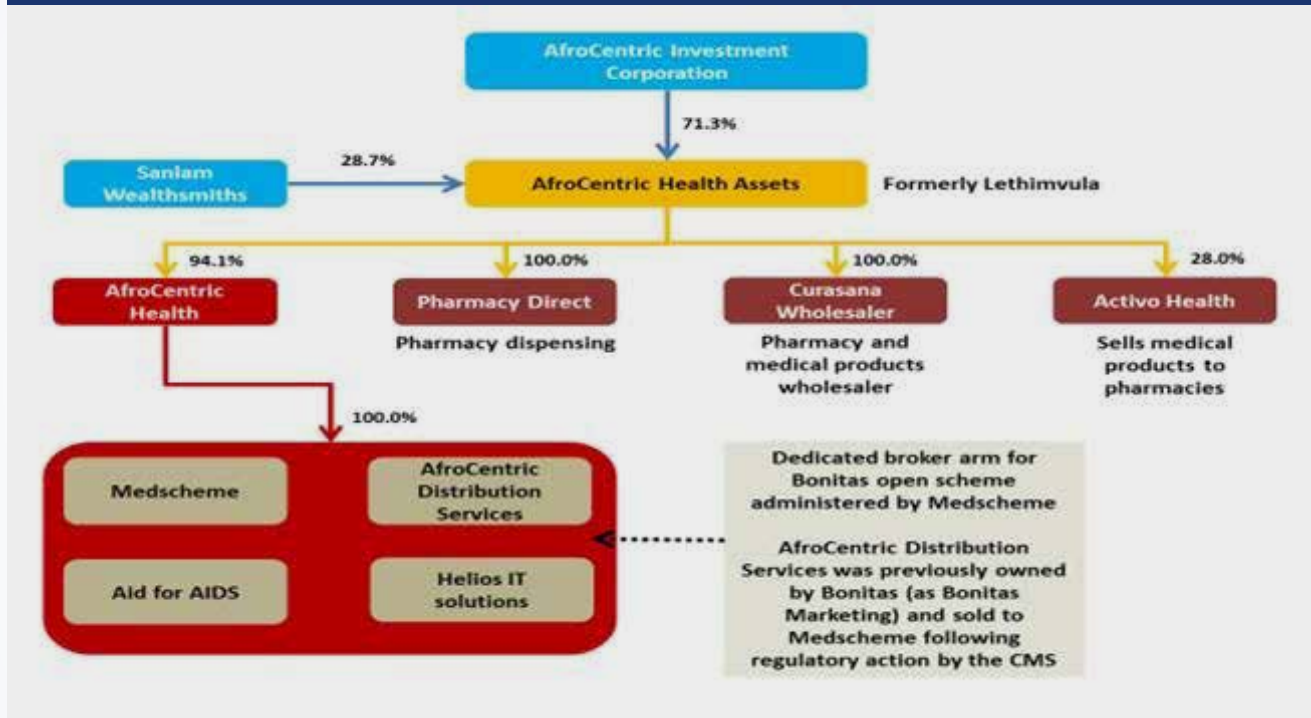 AfroCentric Investment
Corporation
71.3%
28.7%
Sanlam
Wealthsmiths
AfroCentric Health Assets
Formerly Lethimvula
94.1%
100.0%
100.0%
28.0%
AfroCentric
Health
Pharmacy Direct
Curasana
Wholesaler
Activo Health
Pharmacy dispensing
Pharmacy and
medical products
wholesaler
Sells medical
products to
pharmacies
100.0%
Medscheme
AfroCentric
Distribution
Services
Aid for AIDS
Helios IT
solutions
Dedicated broker arm for
Bonitas open scheme
administered by Medscheme
AfroCentric Distribution
Services was previously owned
by Bonitas (as Bonitas
Marketing) and sold to
Medscheme following
regulatory action by the CMS